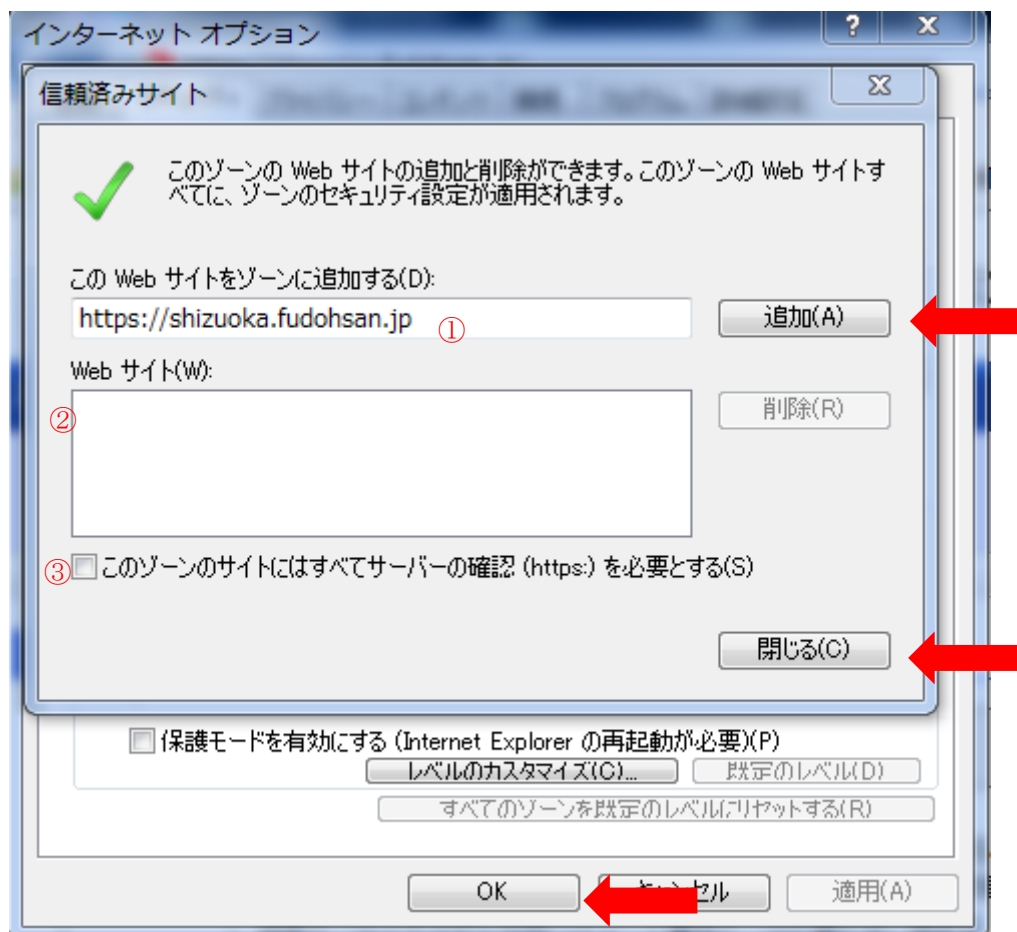 インターネット オプション
信頼済みサイト
このゾーンの Web サイトの追加と削除ができます。このゾーンの Web サイトす
べてに、ゾーンのセキュリティ設定が適用されます。
この Web サイトをゾーンに追加する(D):
https://shizuoka.fudohsan.jp ①
追加(A)
Web サイト(W):
②
削除(R)
③ このゾーンのサイトにはすべてサーバーの確認 (https:) を必要とする(S)
閉じる(C)
保護モードを有効にする (Internet Explorer の再起動が必要)(P)
レベルのカスタマイズ(C)... 既定のレベル(D)
すべてのゾーンを既定のレベルにリセットする(R)
OK 適用(A)